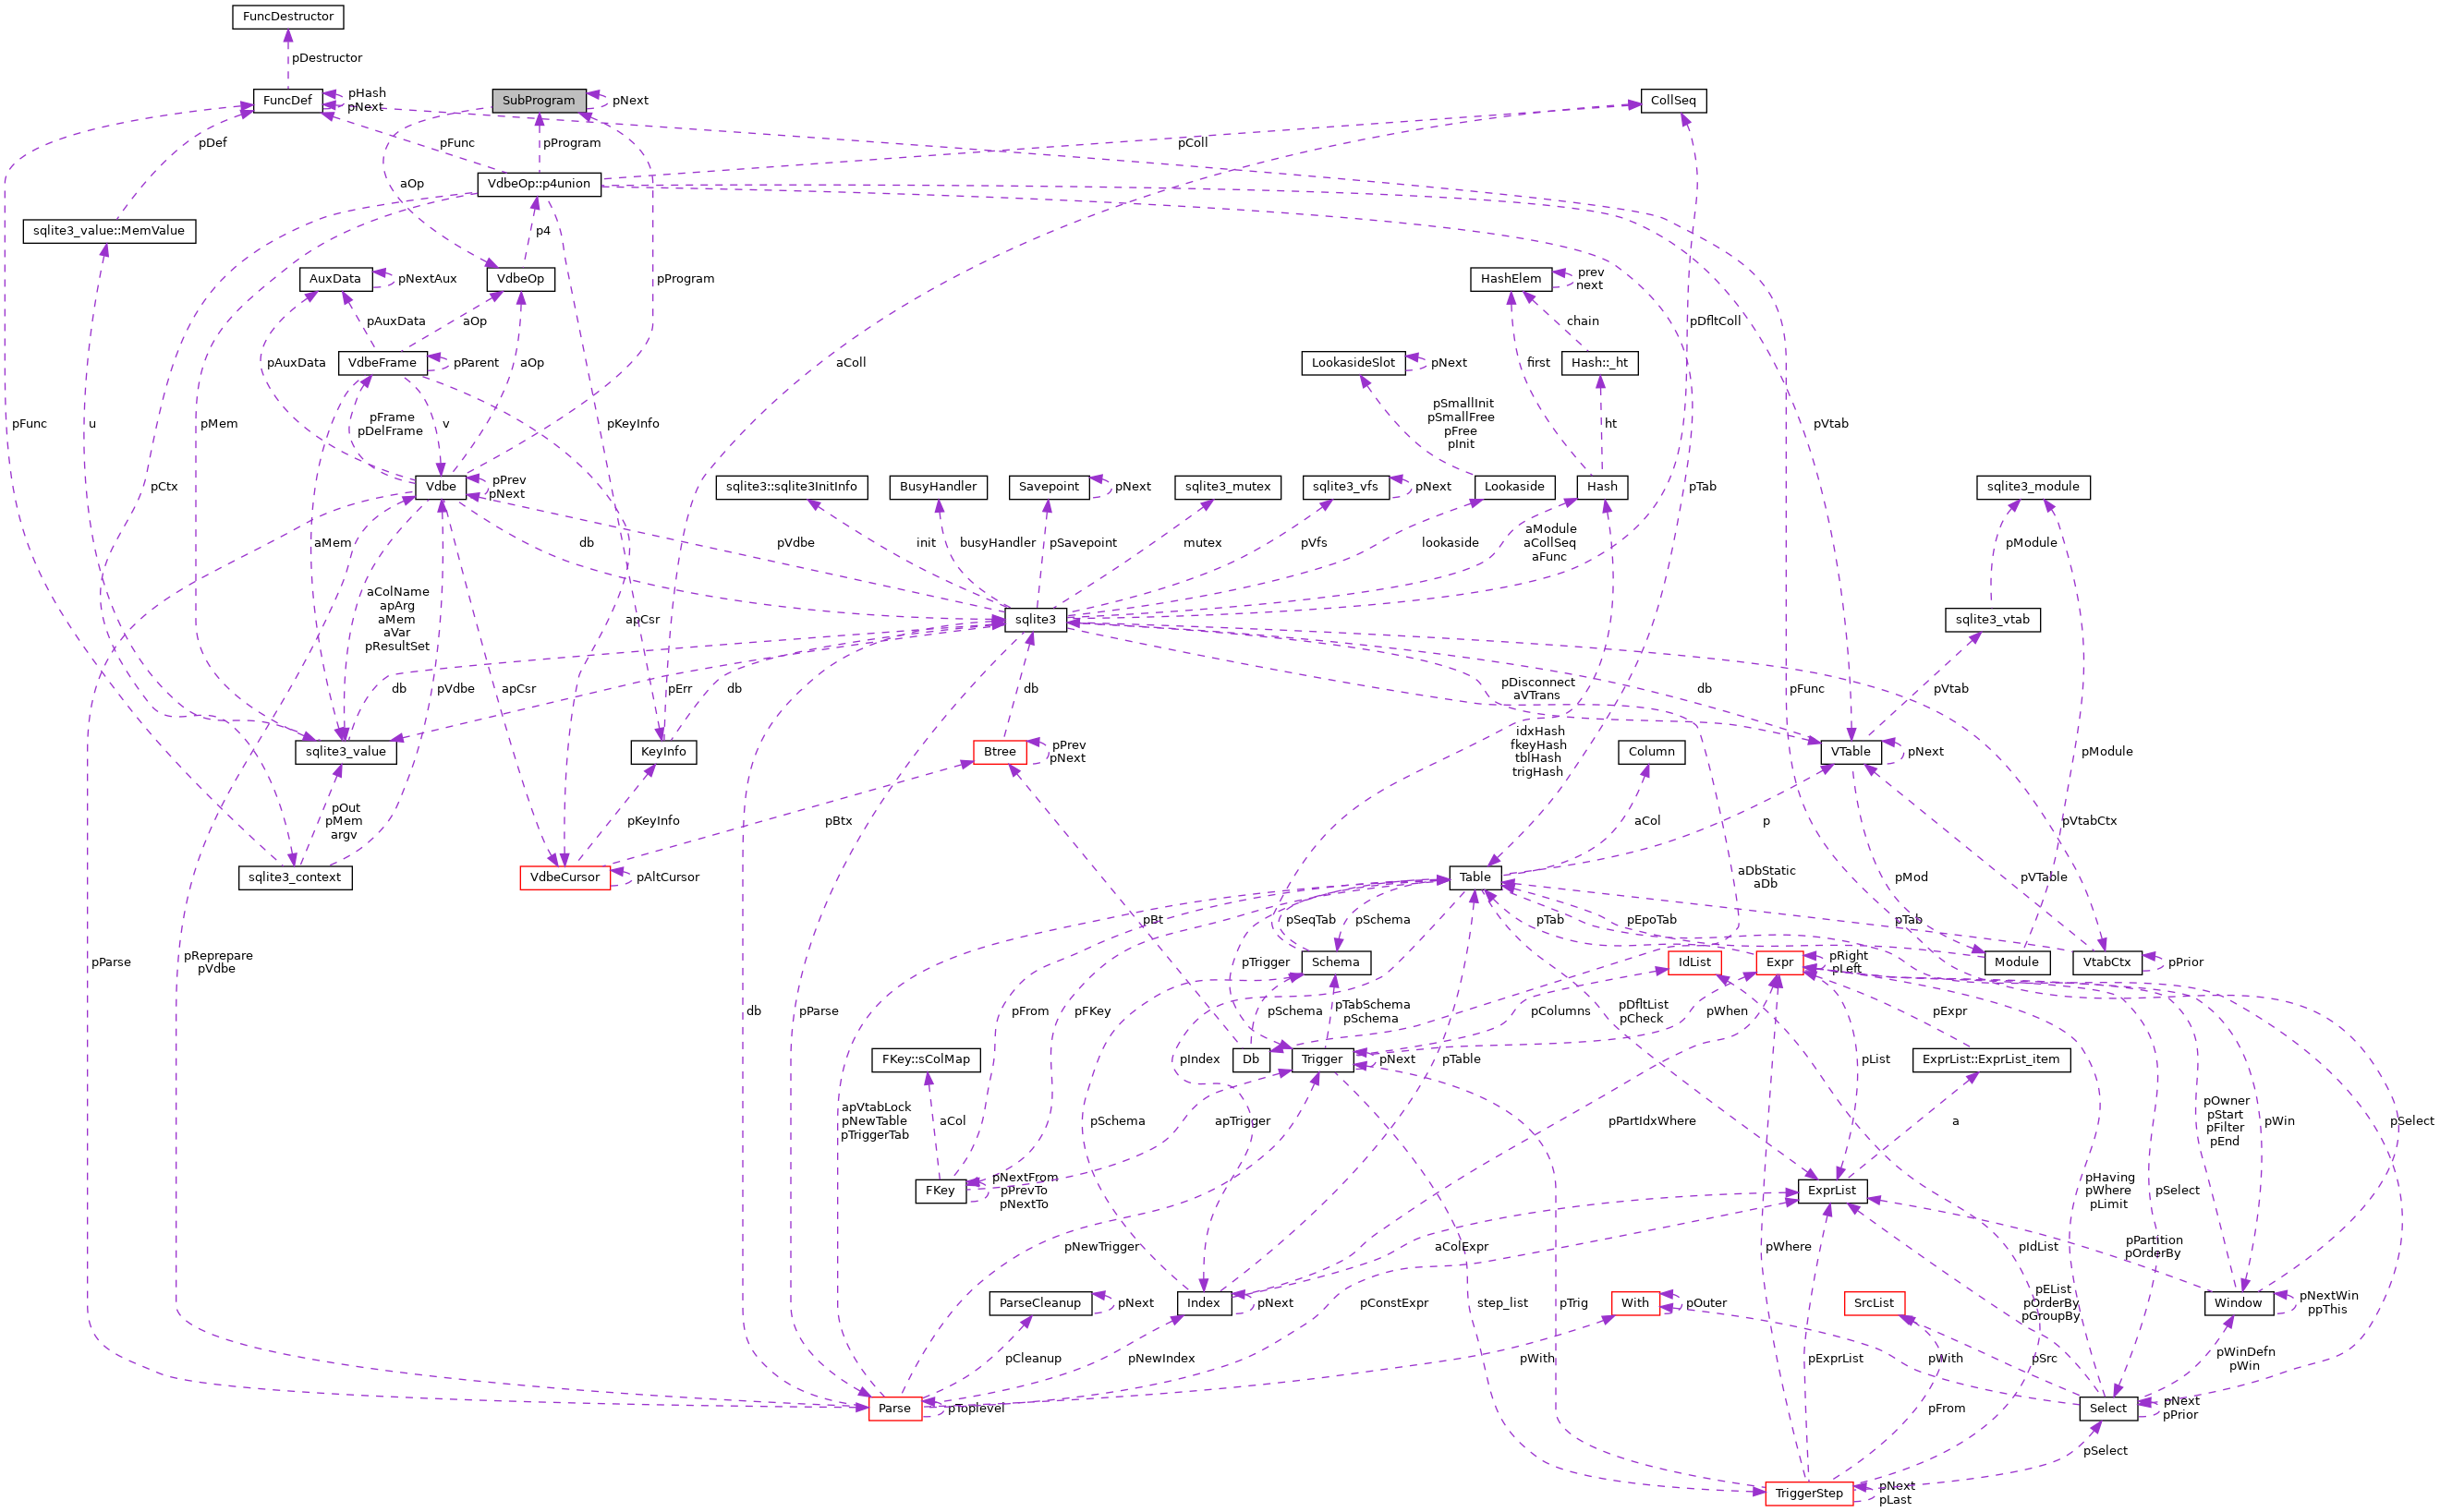 FuncDestructor
pDestructor
FuncDef
pHash
pNext
SubProgram
pNext
CollSeq
pDef
pFunc
pProgram
pColl
aOp
VdbeOp::p4union
sqlite3_value::MemValue
p4
AuxData
pNextAux
VdbeOp
pProgram
HashElem
prev
next
pAuxData
aOp
chain
pDfltColl
VdbeFrame
pParent
pAuxData
aOp
aColl
LookasideSlot
pNext
first
Hash::_ht
pSmallInit
pSmallFree
pFree
pInit
pFunc
u
pMem
pFrame
pDelFrame
v
pKeyInfo
ht
pVtab
pCtx
Vdbe
pPrev
pNext
sqlite3::sqlite3InitInfo
BusyHandler
Savepoint
pNext
sqlite3_mutex
sqlite3_vfs
pNext
Lookaside
Hash
pTab
sqlite3_module
aMem
db
pVdbe
init
busyHandler
pSavepoint
mutex
pVfs
lookaside
aModule
aCollSeq
aFunc
pModule
aColName
apArg
aMem
aVar
pResultSet
apCsr
sqlite3
sqlite3_vtab
db
pVdbe
apCsr
pErr
db
db
pDisconnect
aVTrans
db
pFunc
pVtab
sqlite3_value
KeyInfo
Btree
pPrev
pNext
idxHash
fkeyHash
tblHash
trigHash
Column
VTable
pNext
pModule
pOut
pMem
argv
pKeyInfo
pBtx
aCol
p
pVtabCtx
sqlite3_context
VdbeCursor
pAltCursor
Table
aDbStatic
aDb
pMod
pVTable
pBt
pSeqTab
pSchema
pTab
pEpoTab
pTab
pParse
pReprepare
pVdbe
pTrigger
Schema
IdList
Expr
pRight
pLeft
Module
VtabCtx
pPrior
db
pParse
pFrom
pFKey
pSchema
pTabSchema
pSchema
pColumns
pDfltList
pCheck
pWhen
pExpr
FKey::sColMap
pIndex
Db
Trigger
pNext
pTable
pList
ExprList::ExprList_item
apVtabLock
pNewTable
pTriggerTab
aCol
pSchema
apTrigger
pPartIdxWhere
a
pOwner
pStart
pFilter
pEnd
pWin
pSelect
FKey
pNextFrom
pPrevTo
pNextTo
ExprList
pHaving
pWhere
pLimit
pSelect
pNewTrigger
aColExpr
pWhere
pIdList
pPartition
pOrderBy
ParseCleanup
pNext
Index
pNext
pConstExpr
step_list
pTrig
With
pOuter
SrcList
pEList
pOrderBy
pGroupBy
Window
pNextWin
ppThis
pCleanup
pNewIndex
pWith
pExprList
pWith
pSrc
pWinDefn
pWin
Parse
pToplevel
pFrom
Select
pNext
pPrior
pSelect
TriggerStep
pNext
pLast